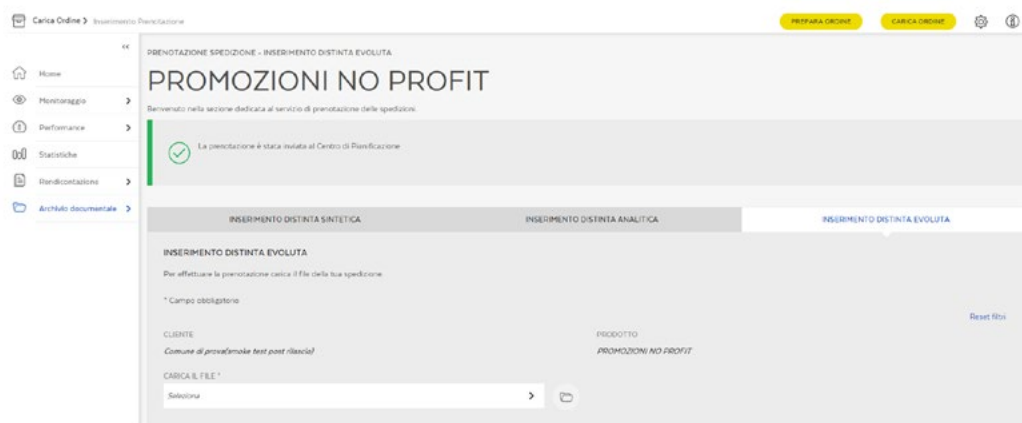 Carica Ordine > Inserimento Prenotazione
PREPARA ORDINE
CARICA ORDINE
Home
Monitoraggio
Performance
Statistiche
Rendicontazione
Archivio documentale
PRENOTAZIONE SPEDIZIONE - INSERIMENTO DISTINTA EVOLUTA
PROMOZIONI NO PROFIT
Benvenuto nella sezione dedicata al servizio di prenotazione delle spedizioni.
La prenotazione è stata inviata al Centro di Pianificazione
INSERIMENTO DISTINTA SINTETICA
INSERIMENTO DISTINTA ANALITICA
INSERIMENTO DISTINTA EVOLUTA
INSERIMENTO DISTINTA EVOLUTA
Per effettuare la prenotazione carica il file della tua spedizione
* Campo obbligatorio
Reset filtri
CLIENTE
PRODOTTO
Comune di prova(smoke test post rilascio)
PROMOZIONI NO PROFIT
CARICA IL FILE *
Seleziona